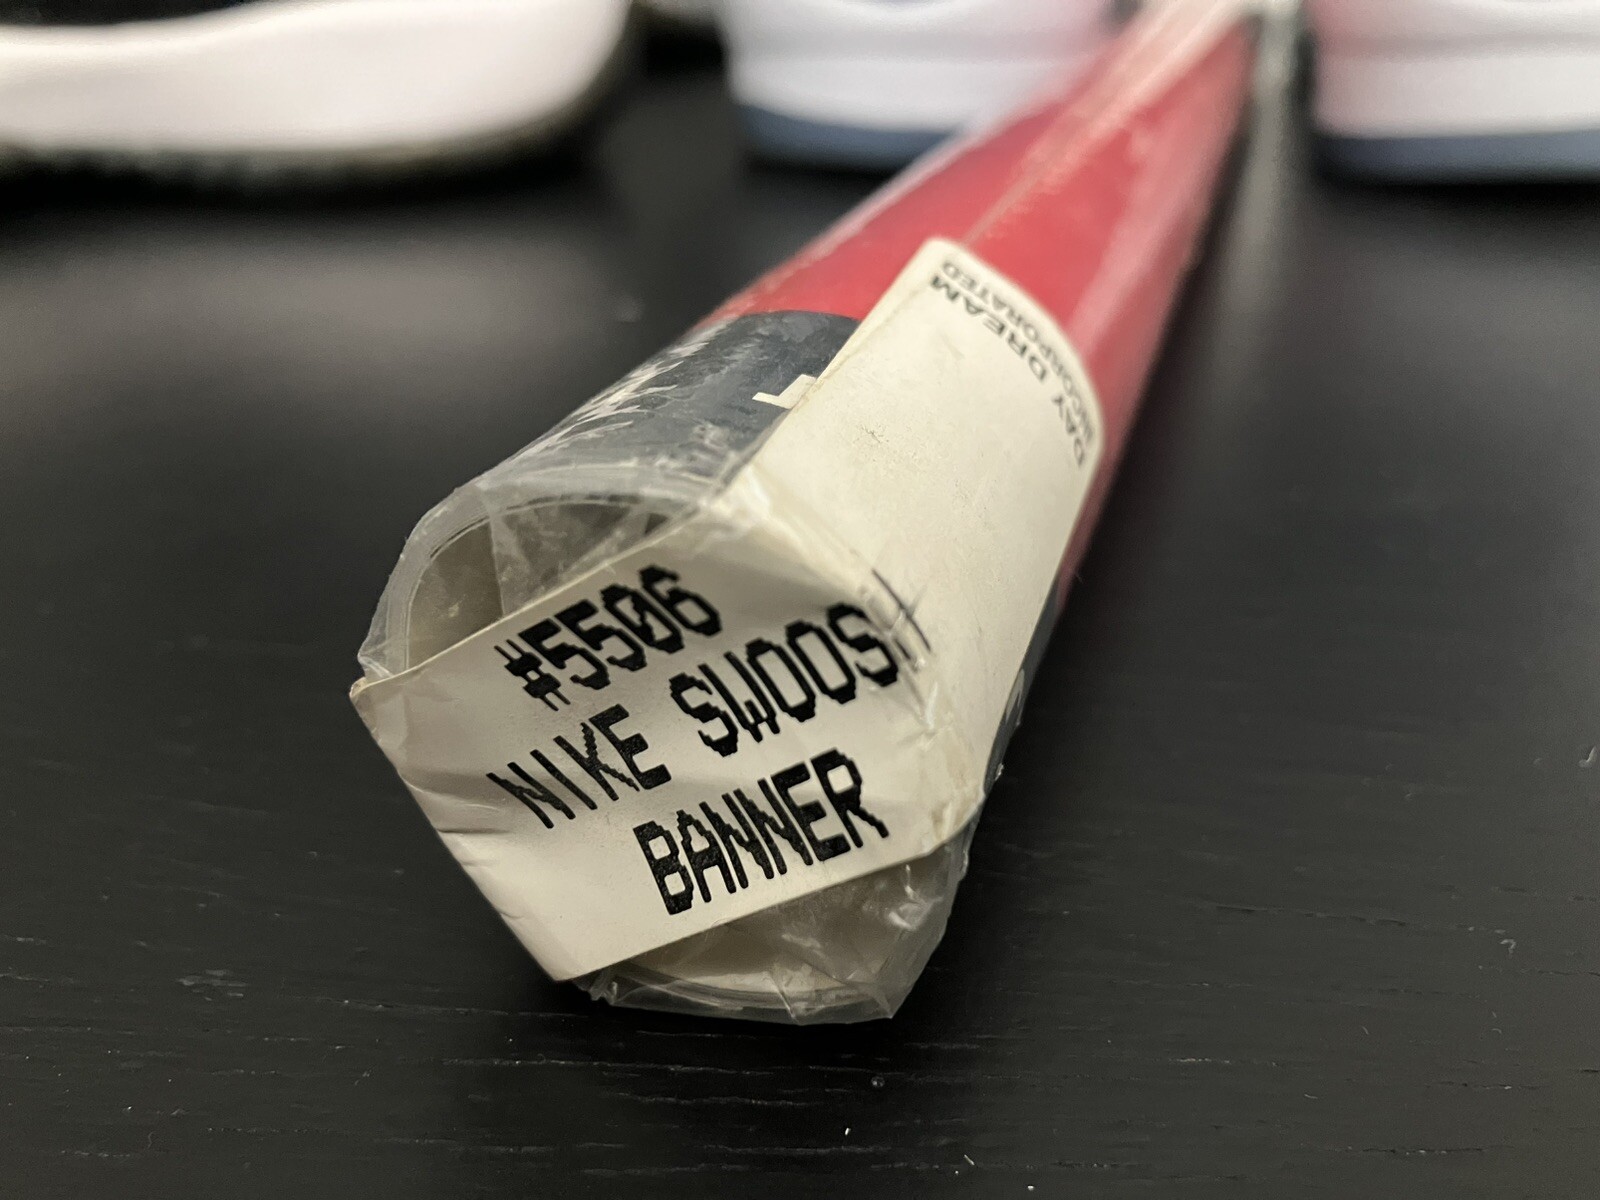 #5506
NIKE SWOOSH
BANNER
DAY DREAM
INCORPORATED